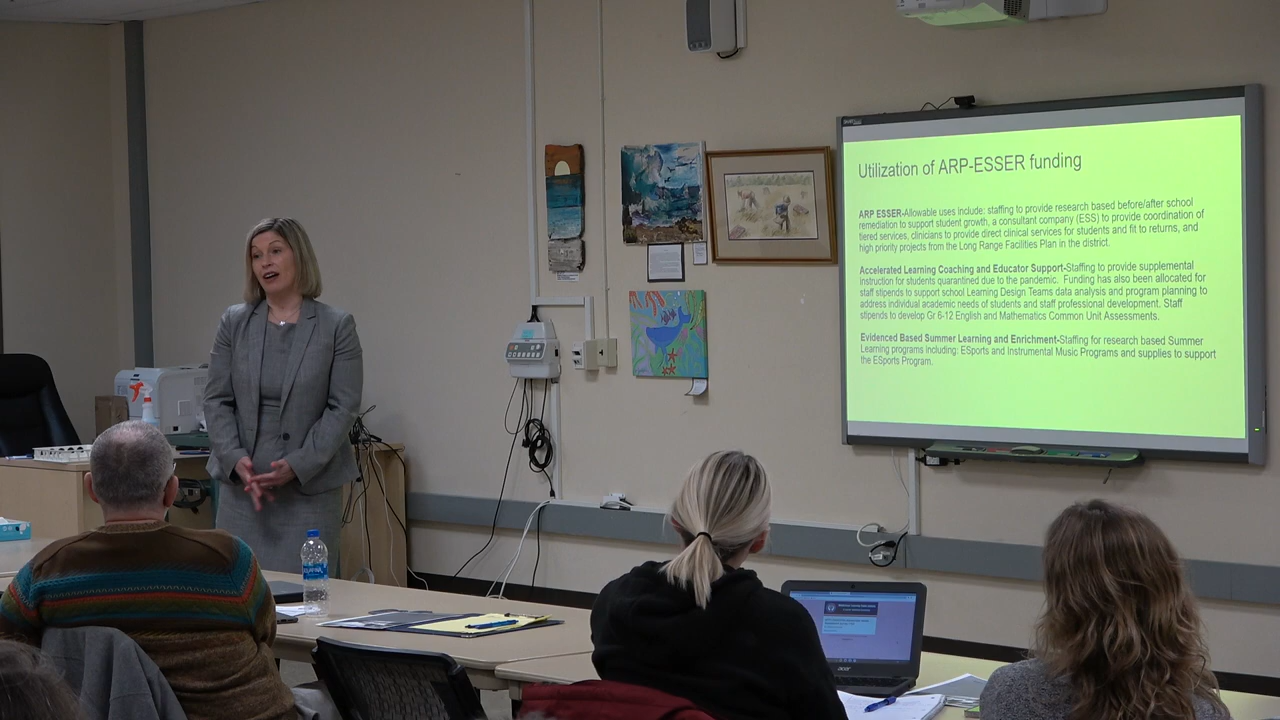 Utilization of ARP-ESSER funding
ARP ESSER-Allowable uses include: staffing to provide research based before/after school
remediation to support student growth, a consultant company (ESS) to provide coordination of
tiered services, clinicians to provide direct clinical services for students and fit to returns, and
high priority projects from the Long Range Facilities Plan in the district.
Accelerated Learning Coaching and Educator Support-Staffing to provide supplemental
instruction for students quarantined due to the pandemic. Funding has also been allocated for
staff stipends to support school Learning Design Teams data analysis and program planning to
address individual academic needs of students and staff professional development. Staff
stipends to develop Gr 6-12 English and Mathematics Common Unit Assessments.
Evidenced Based Summer Learning and Enrichment-Staffing for research based Summer
Learning programs including: ESports and Instrumental Music Programs and supplies to support
the ESports Program.
acer